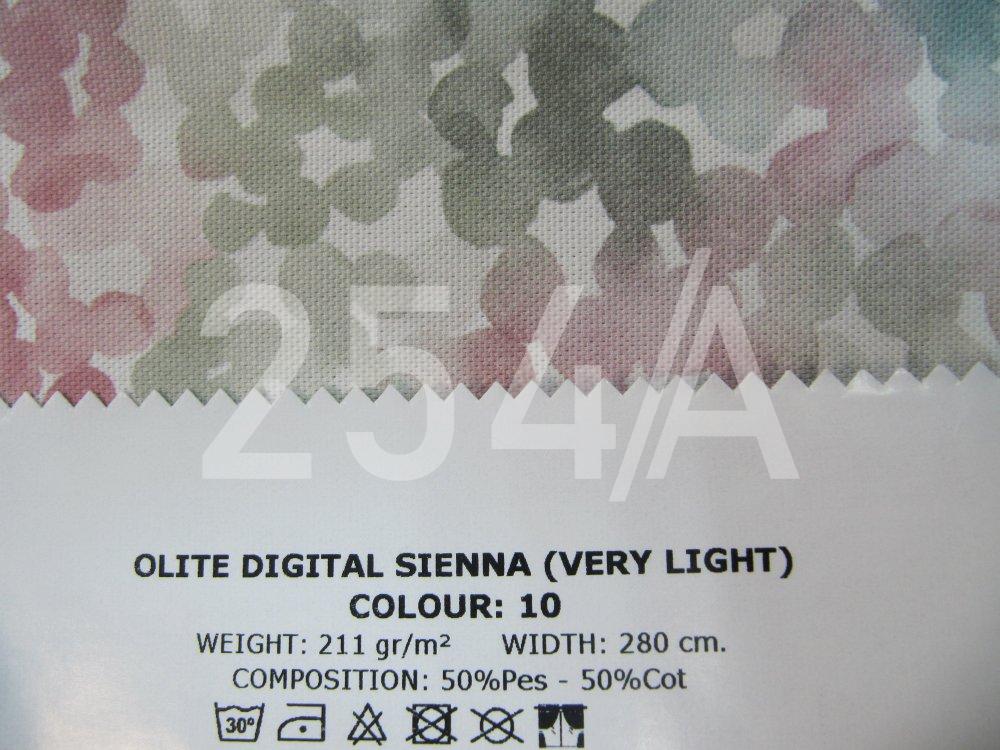 254//A
OLITE DIGITAL SIENNA (VERY LIGHT)
COLOUR: 10
WEIGHT: 211 gr/m² WIDTH: 280 cm.
COMPOSITION: 50%Pes - 50%Cot
30º